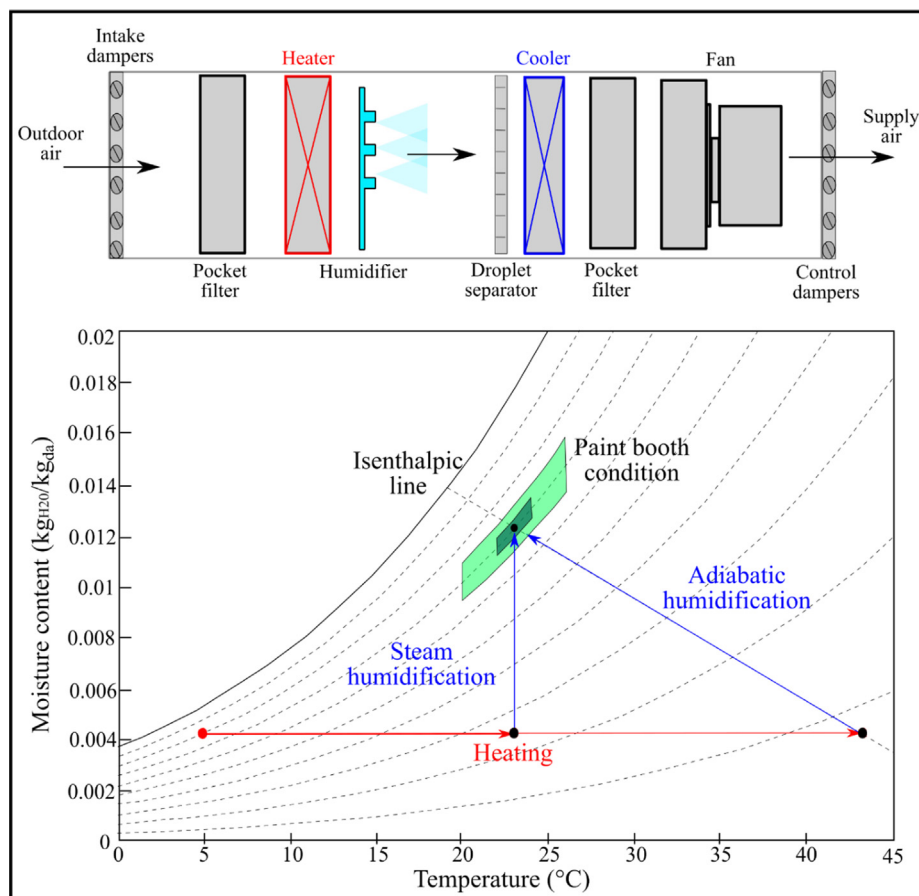 Intake
dampers
Heater
Cooler
Fan
Outdoor
air
Supply
air
Pocket
filter
Humidifier
Droplet
separator
Pocket
filter
Control
dampers
Moisture content (kgH20/kgda)
0.02
0.018
0.016
0.014
0.012
0.01
0.008
0.006
0.004
0.002
0
Isenthalpic
line
Paint booth
condition
Adiabatic
humidification
Steam
humidification
Heating
0 5 10 15 20 25 30 35 40 45
Temperature (°C)